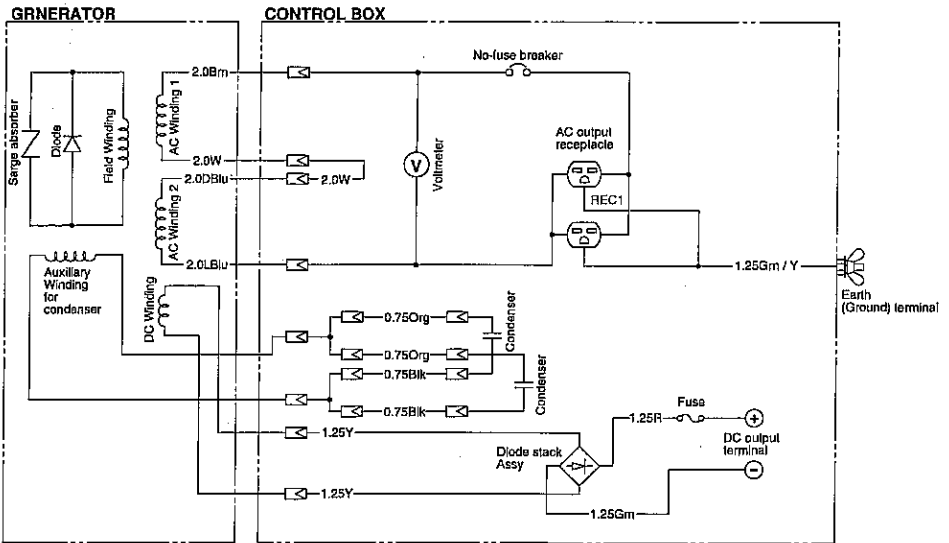 GRNERATOR
CONTROL BOX
Sarge absorber
Diode
Field Winding
AC Winding 1
AC Winding 2
2.0Brn
2.0W
2.0DBlu
2.0W
2.0LBlu
No-fuse breaker
V
Voltmeter
AC output
receptacle
REC1
1.25Grn / Y
Earth
(Ground) terminal
Auxiliary
Winding
for
condenser
DC Winding
0.75Org
0.75Org
0.75Blk
0.75Blk
Condenser
Condenser
1.25Y
1.25Y
Diode stack
Assy
1.25R
Fuse
+
DC output
terminal
−
1.25Grn